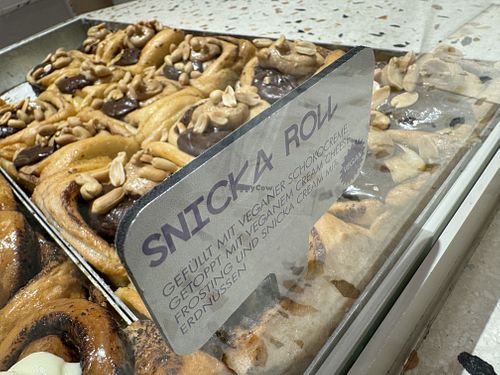 SNICKA ROLL
GEFÜLLT MIT VEGANER SCHOKOCREME
GETOPPT MIT VEGANEM CREAM CHEESE
FROSTING UND SNICKA CREAM MIT
ERDNÜSSEN